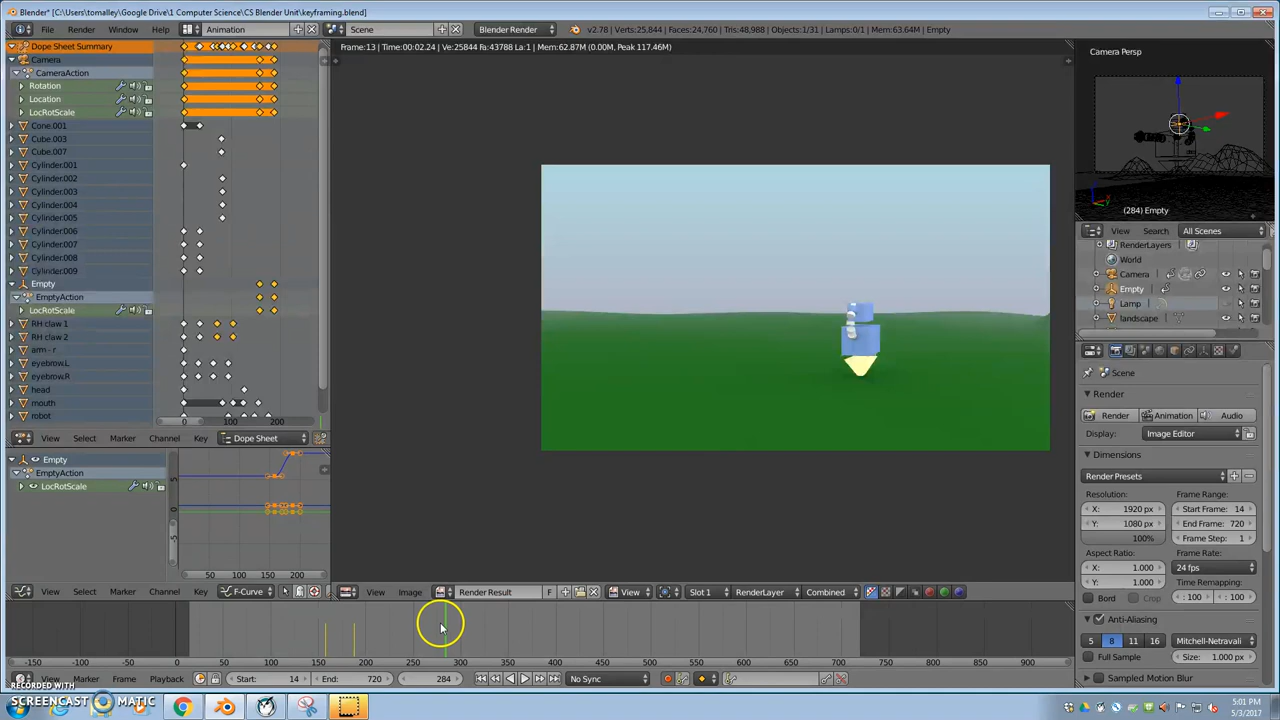 Blender* [C:\Users\tomalley\Google Drive\1 Computer Science\CS Blender Unit\keyframing.blend]
File Render Window Help Animation Scene Blender Render v2.78 | Verts:25,844 | Faces:24,760 | Tris:48,988 | Objects:1/31 | Lamps:0/1 | Mem:63.64M | Empty
Dope Sheet Summary
Camera
CameraAction
Rotation
Location
LocRotScale
Cone.001
Cube.003
Cube.007
Cylinder.001
Cylinder.002
Cylinder.003
Cylinder.004
Cylinder.005
Cylinder.006
Cylinder.007
Cylinder.008
Cylinder.009
Empty
EmptyAction
LocRotScale
RH claw 1
RH claw 2
arm - r
eyebrow.L
eyebrow.R
head
mouth
robot
0 100 200
View Select Marker Channel Key Dope Sheet
Empty
EmptyAction
LocRotScale
5
0
-5
50 100 150 200
View Select Marker Channel Key F-Curve
Frame:13 | Time:00:02.24 | Ve:25844 Fa:43788 La:1 | Mem:62.87M (0.00M, Peak 117.46M)
View Image Render Result F View Slot 1 RenderLayer Combined
Camera Persp
(284) Empty
View Search All Scenes
RenderLayers
World
Camera
Empty
Lamp
landscape
Scene
Render
Render Animation Audio
Display: Image Editor
Dimensions
Render Presets
Resolution: Frame Range:
X: 1920 px Start Frame: 14
Y: 1080 px End Frame: 720
100% Frame Step: 1
Aspect Ratio: Frame Rate:
X: 1.000 24 fps
Y: 1.000 Time Remapping:
Border Crop : 100 : 100
Anti-Aliasing
5 8 11 16 Mitchell-Netravali
Full Sample Size: 1.000 px
Sampled Motion Blur
-150 -100 -50 0 50 100 150 200 250 300 350 400 450 500 550 600 650 700 750 800 850 900
View Marker Frame Playback Start: 14 End: 720 284 No Sync
RECORDED WITH
SCREENCAST MATIC
5:01 PM
5/3/2017